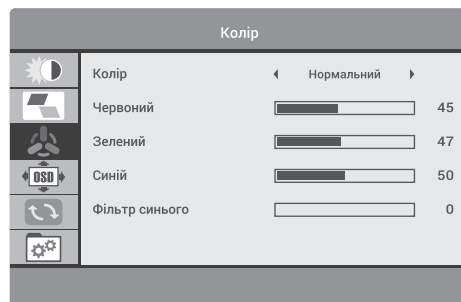 Колір
Колір Нормальний
Червоний 45
Зелений 47
Синій 50
OSD
Фільтр синього 0